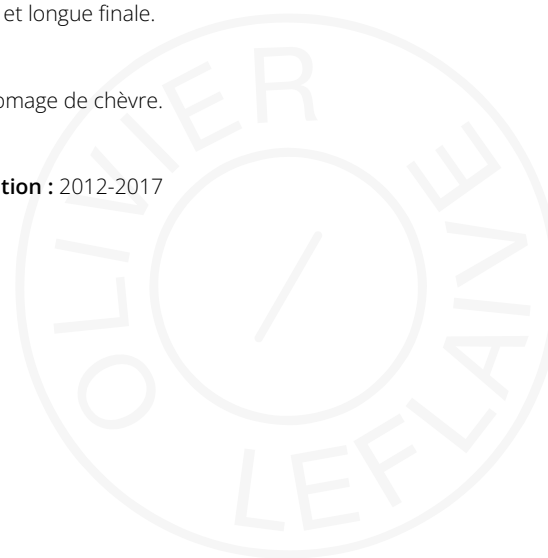 et longue finale.
omage de chèvre.
tion : 2012-2017
OLIVIER
LEFLAIVE